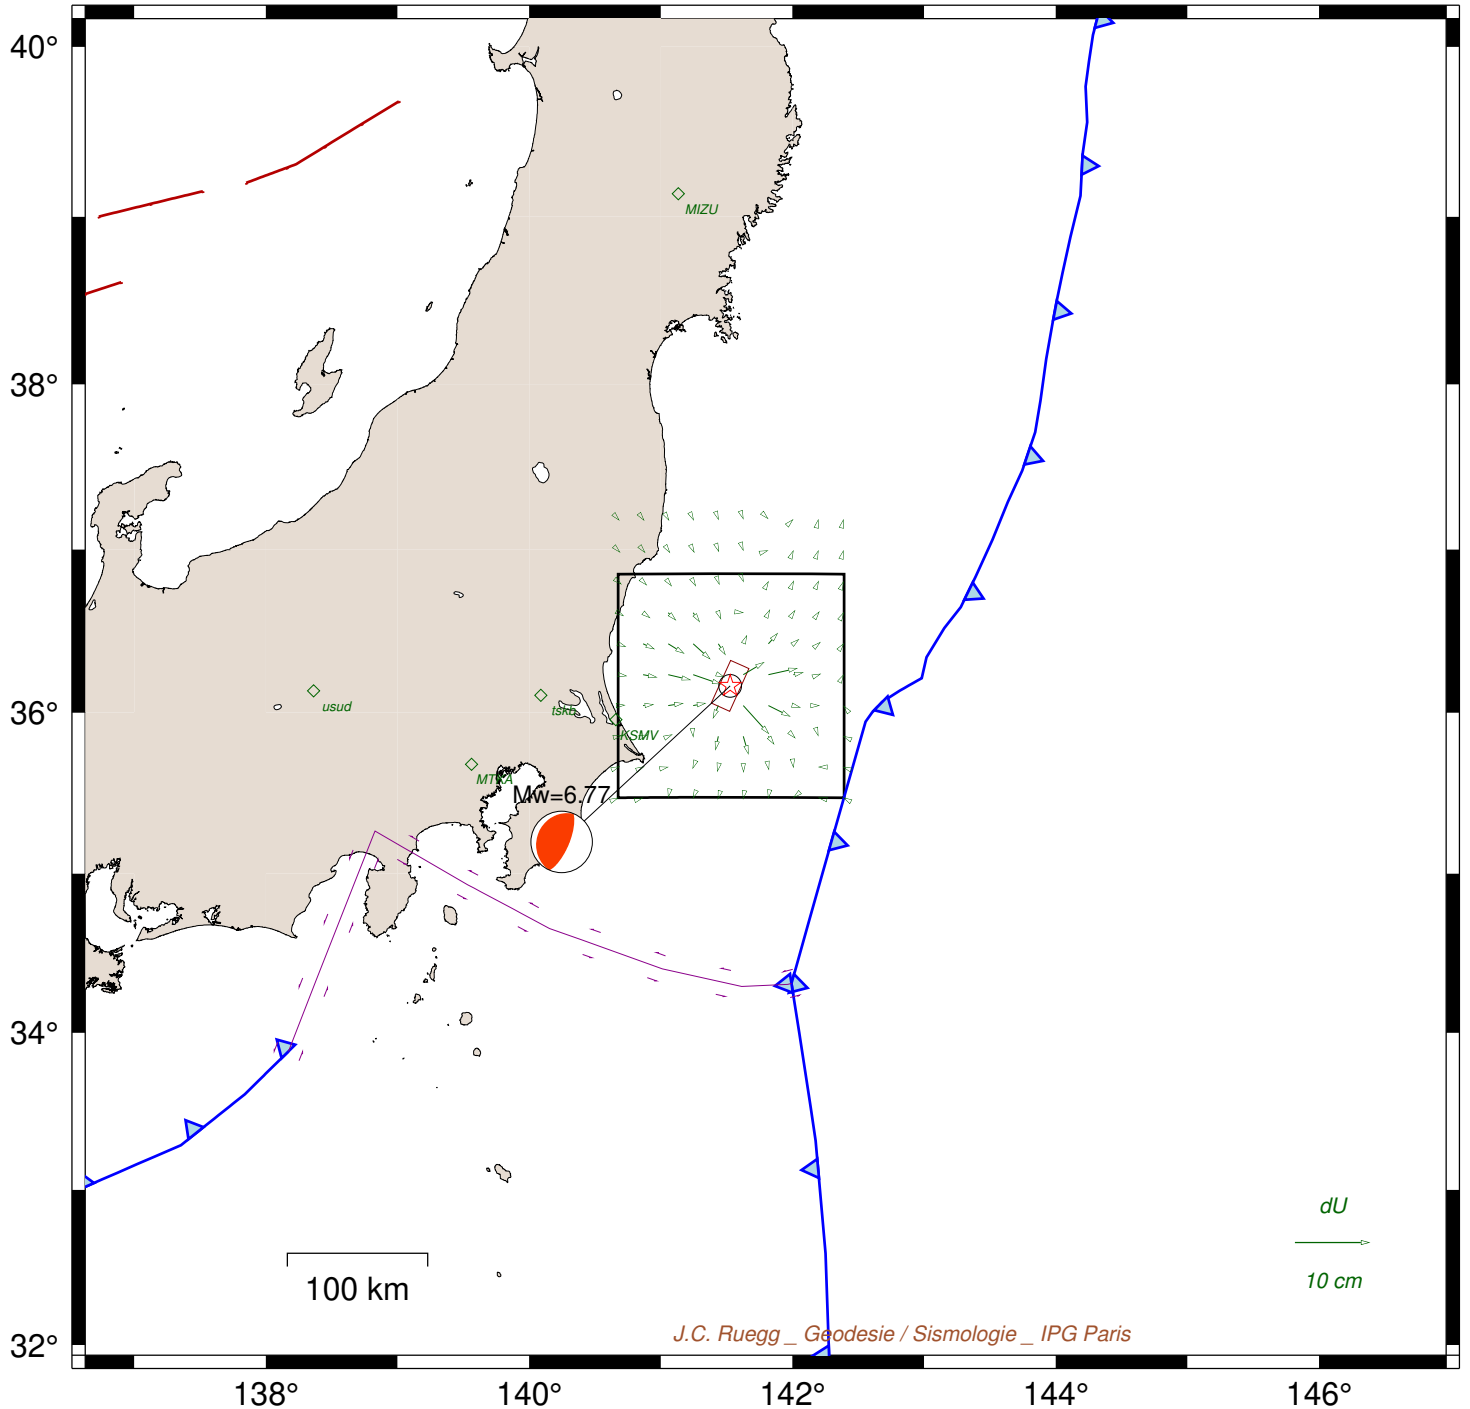 40°
MIZU
38°
36°
usud
tskb
KSMV
MTKA
Mw=6.77
34°
dU
10 cm
100 km
J.C. Ruegg _ Geodesie / Sismologie _ IPG Paris
32°
138°
140°
142°
144°
146°